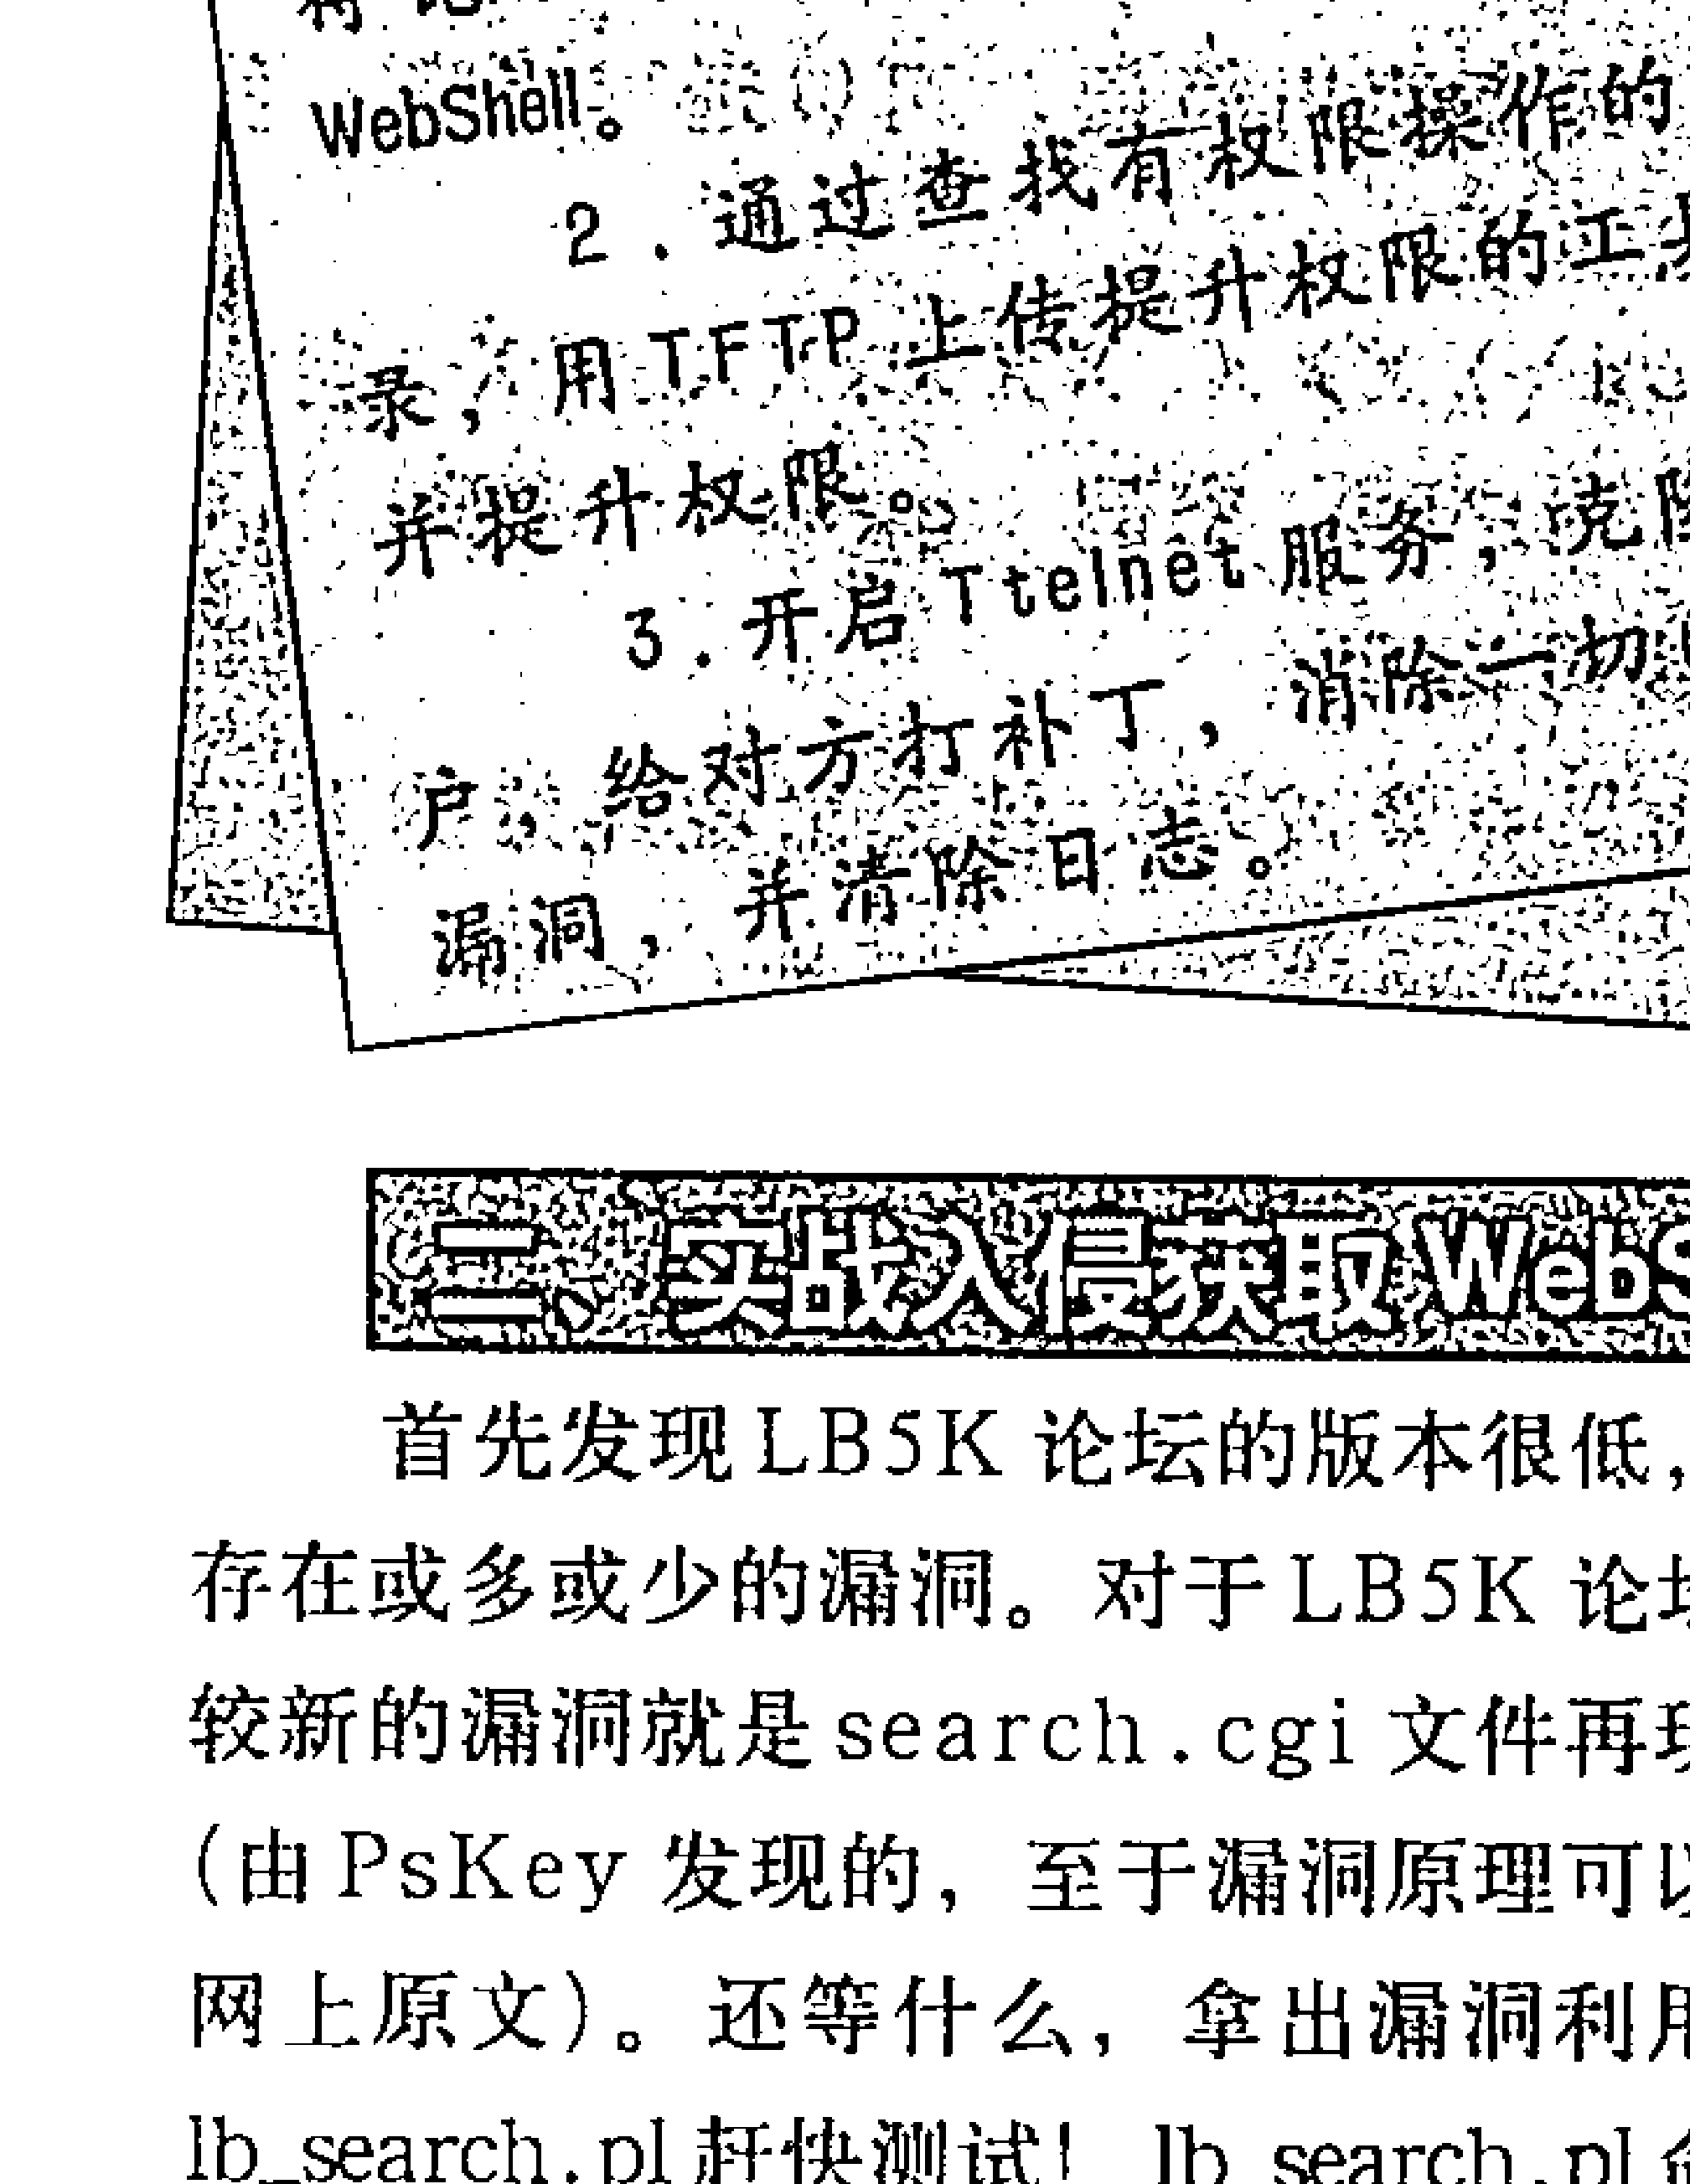 WebShell。
2.通过查找有权限操作的
录,用TFTP上传提升权限的工具
并提升权限。
3.开启Ttelnet服务,克隆
户,给对方打补丁,消除一切
漏洞,并清除日志。
二、实战入侵获取WebS
首先发现LB5K论坛的版本很低,
存在或多或少的漏洞。对于LB5K论坛
较新的漏洞就是search.cgi文件再现
(由PsKey发现的,至于漏洞原理可以
网上原文)。还等什么,拿出漏洞利用
lb_search.pl赶快测试!lb_search.pl